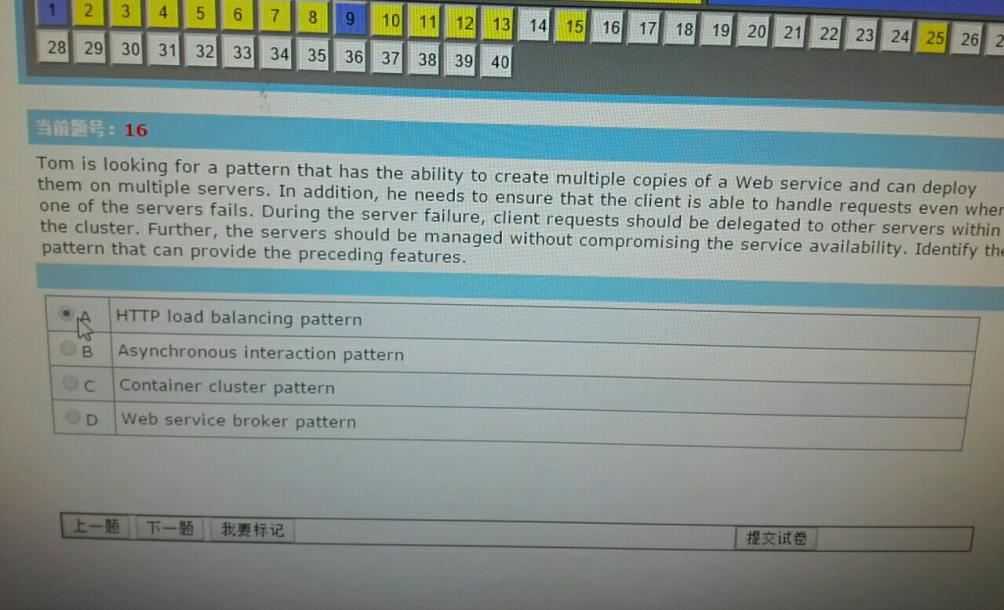 1 2 3 4 5 6 7 8 9 10 11 12 13 14 15 16 17 18 19 20 21 22 23 24 25 26
28 29 30 31 32 33 34 35 36 37 38 39 40
当前题号：16
Tom is looking for a pattern that has the ability to create multiple copies of a Web service and can deploy
them on multiple servers. In addition, he needs to ensure that the client is able to handle requests even
one of the servers fails. During the server failure, client requests should be delegated to other servers within
the cluster. Further, the servers should be managed without compromising the service availability. Identify
pattern that can provide the preceding features.
A HTTP load balancing pattern
B Asynchronous interaction pattern
C Container cluster pattern
D Web service broker pattern
上一题 下一题 我要标记 提交试卷